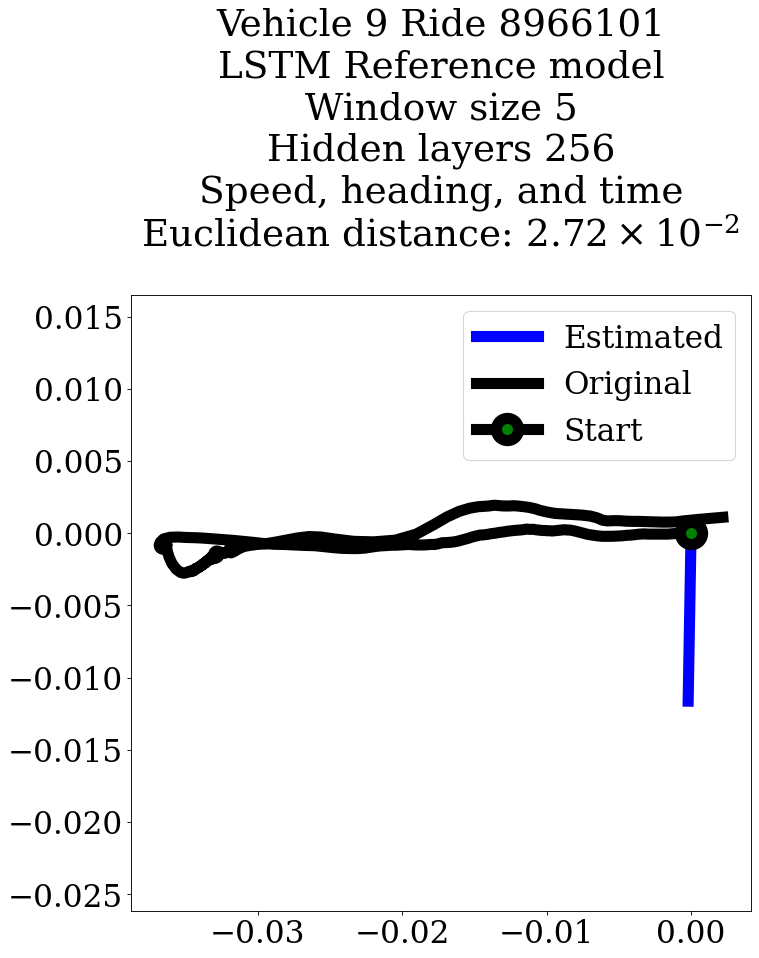 Vehicle 9 Ride 8966101
LSTM Reference model
Window size 5
Hidden layers 256
Speed, heading, and time
Euclidean distance: 2.72 × 10⁻²
Estimated
Original
Start
0.015
0.010
0.005
0.000
−0.005
−0.010
−0.015
−0.020
−0.025
−0.03 −0.02 −0.01 0.00